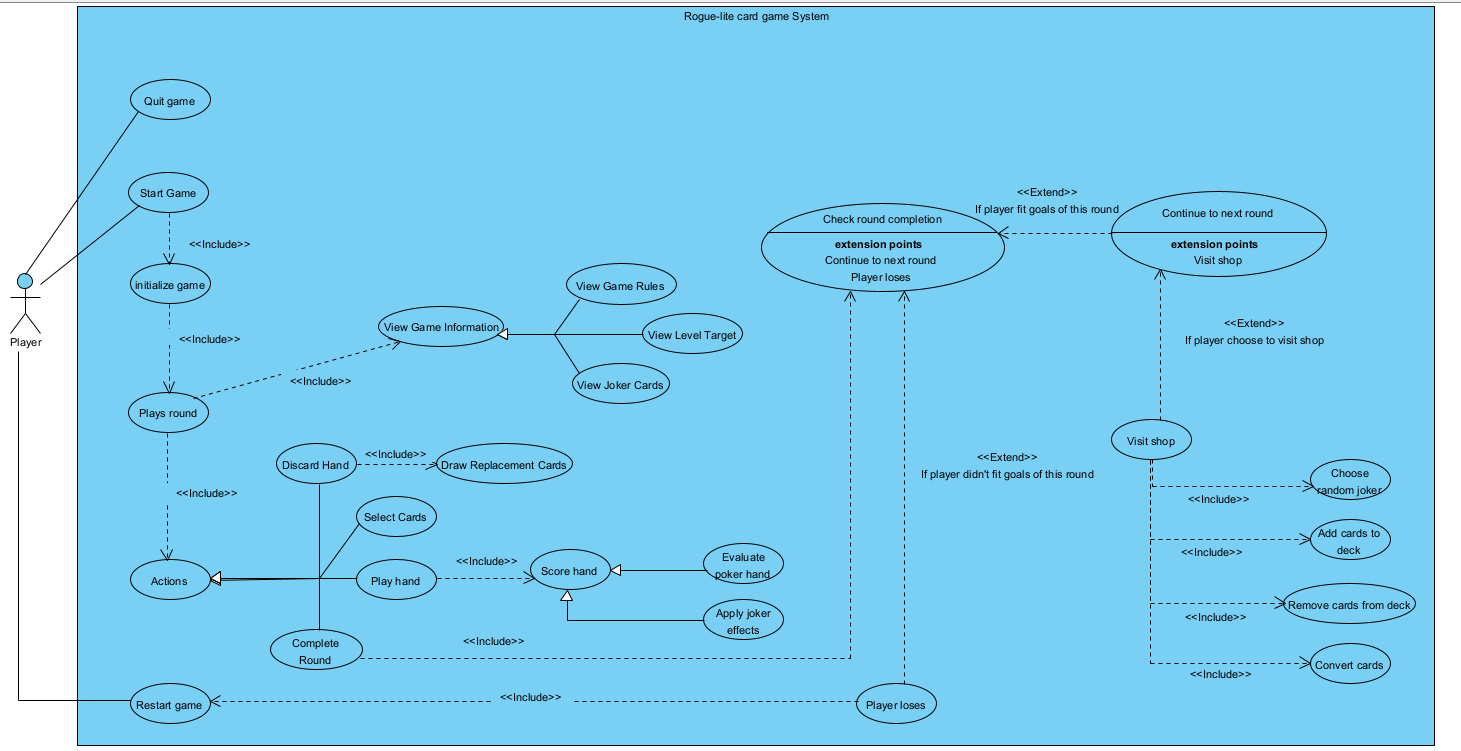 Rogue-lite card game System
Quit game
Start Game
<<Include>>
initialize game
<<Include>>
Plays round
Player
View Game Information
<<Include>>
View Game Rules
View Level Target
View Joker Cards
Check round completion
extension points
Continue to next round
Player loses
<<Extend>>
If player fit goals of this round
Continue to next round
extension points
Visit shop
<<Extend>>
If player choose to visit shop
<<Include>>
Actions
Discard Hand
<<Include>>
Draw Replacement Cards
Select Cards
Play hand
<<Include>>
Score hand
Evaluate
poker hand
Apply joker
effects
Complete
Round
<<Include>>
<<Extend>>
If player didn't fit goals of this round
Visit shop
Choose
random joker
<<Include>>
Add cards to
deck
<<Include>>
Remove cards from deck
<<Include>>
Convert cards
<<Include>>
Restart game
<<Include>>
Player loses